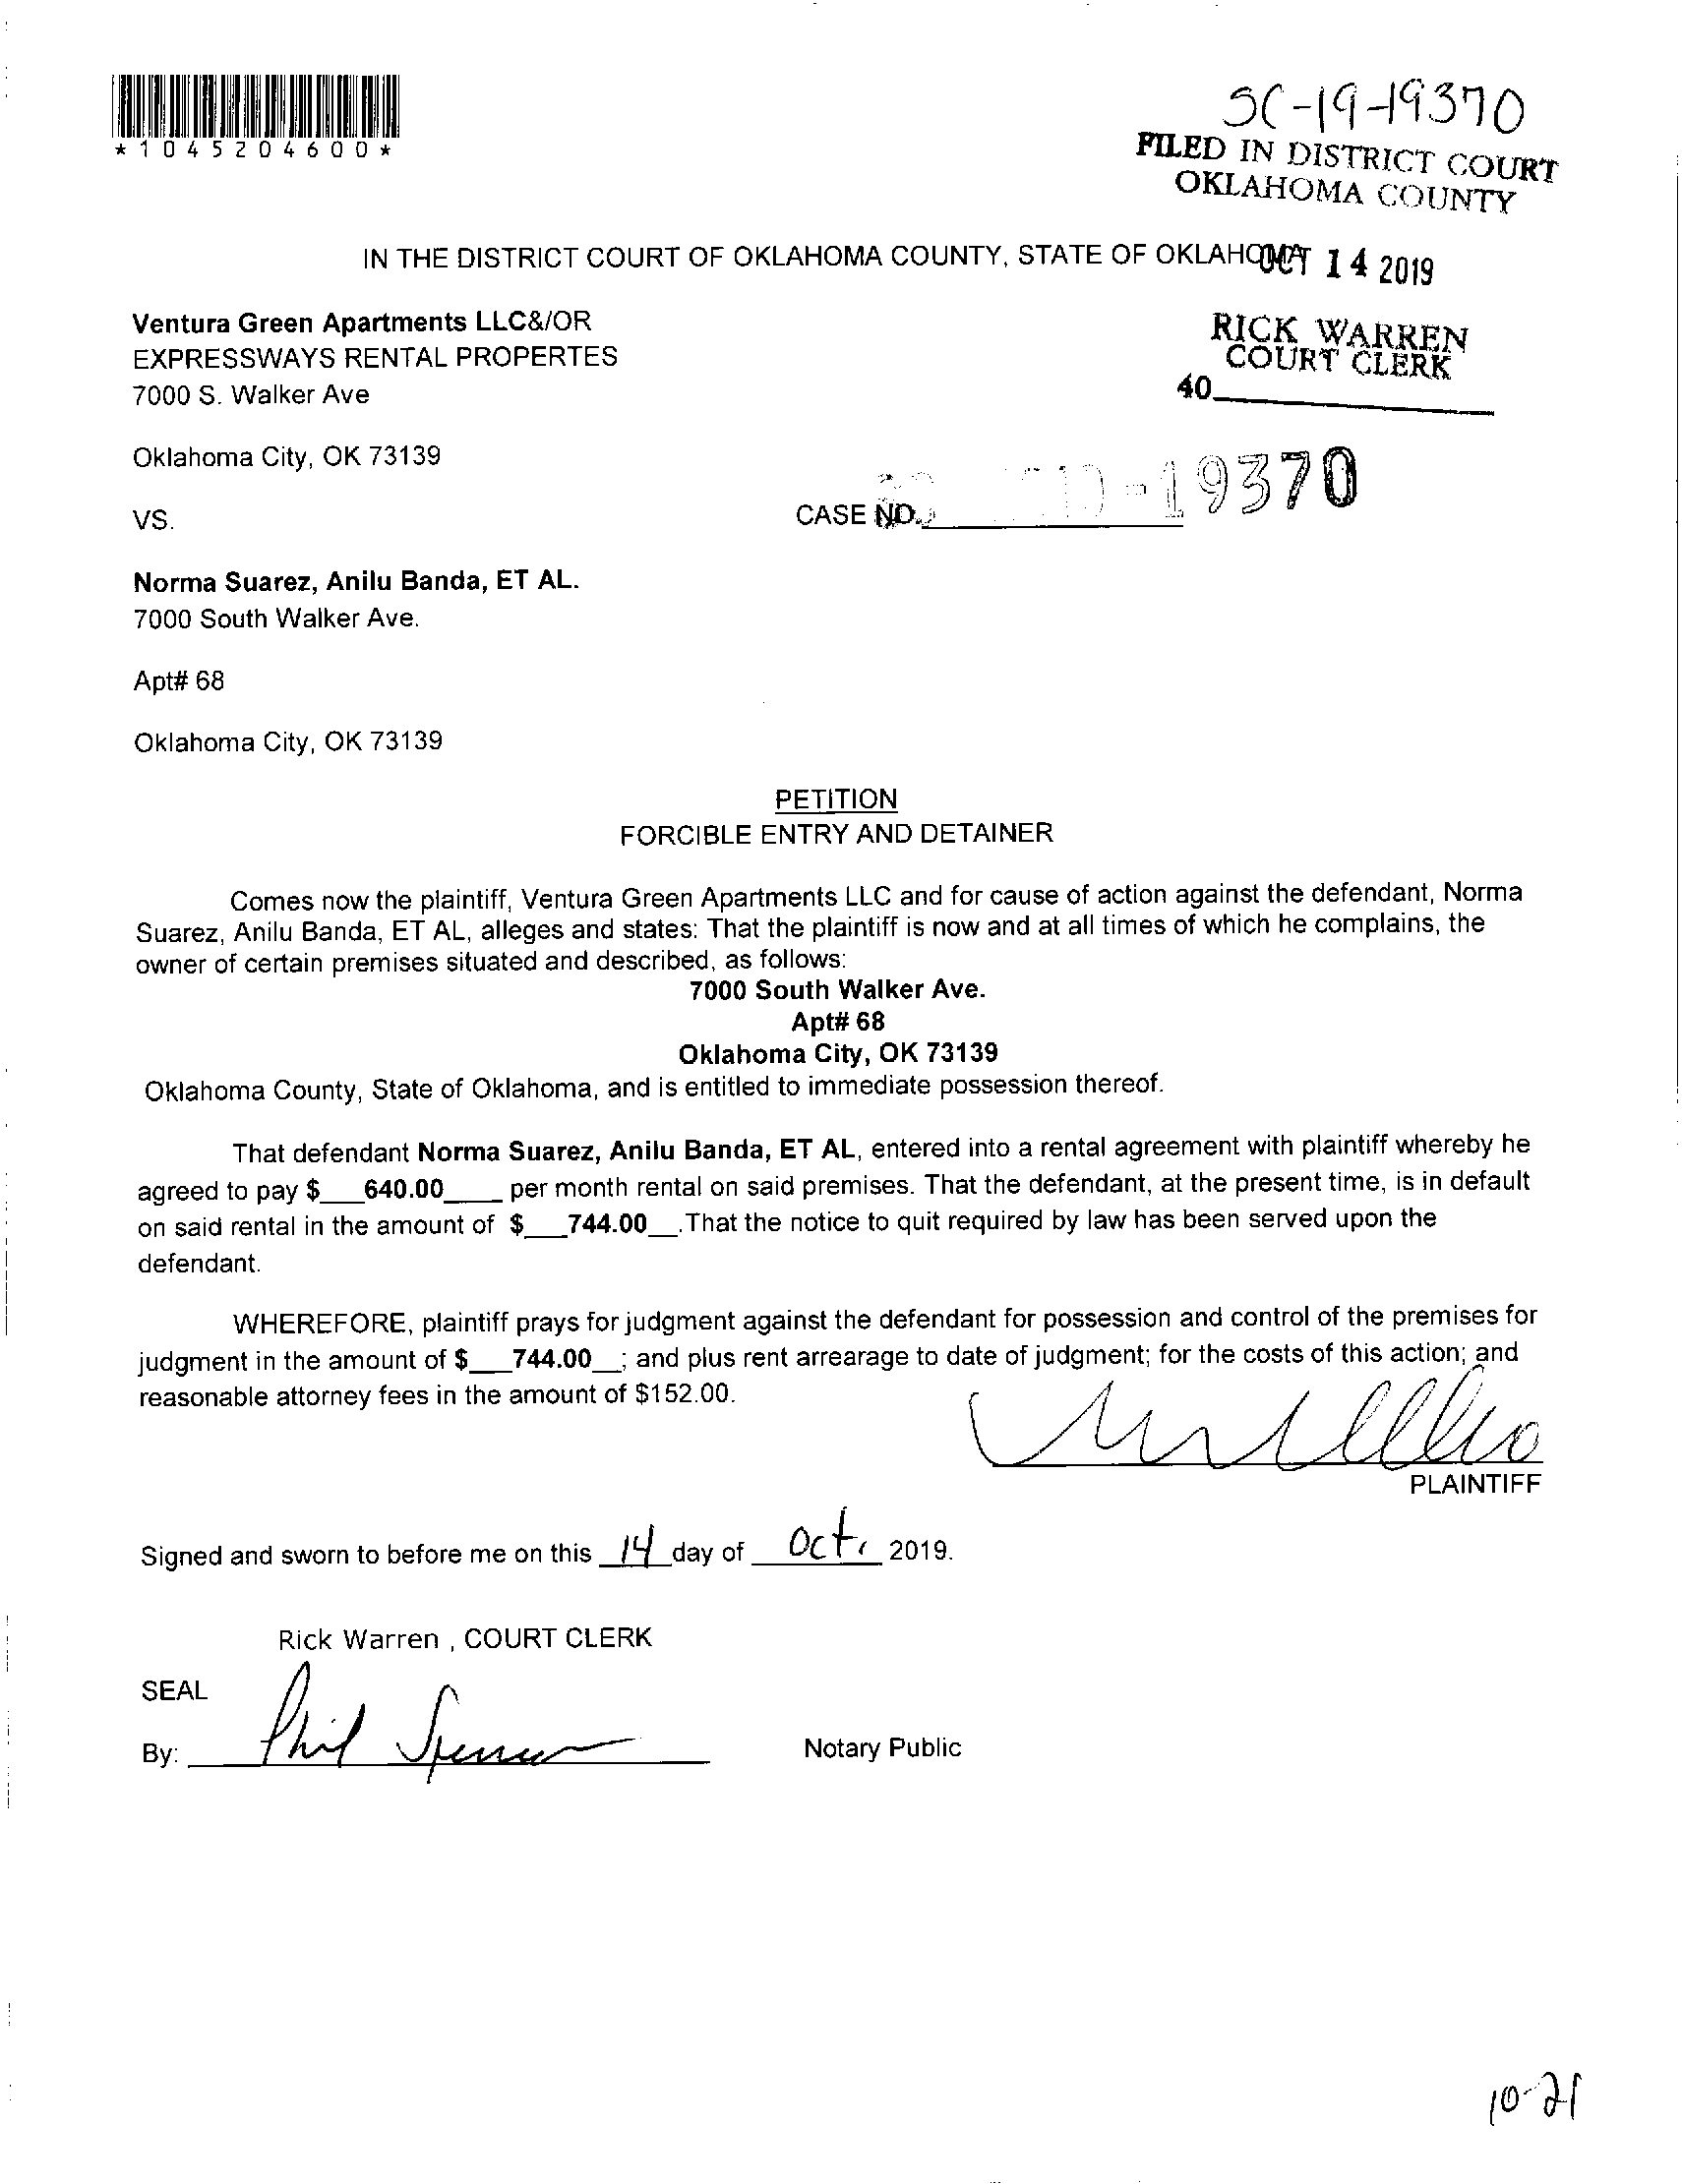 *1045204600*
SC-19-19370
FILED IN DISTRICT COURT
OKLAHOMA COUNTY
IN THE DISTRICT COURT OF OKLAHOMA COUNTY, STATE OF OKLAHOMA
OCT 14 2019
Ventura Green Apartments LLC&/OR
EXPRESSWAYS RENTAL PROPERTES
7000 S. Walker Ave
RICK WARREN
COURT CLERK
40
Oklahoma City, OK 73139
VS.
CASE NO. -19370
Norma Suarez, Anilu Banda, ET AL.
7000 South Walker Ave.
Apt# 68
Oklahoma City, OK 73139
PETITION
FORCIBLE ENTRY AND DETAINER
Comes now the plaintiff, Ventura Green Apartments LLC and for cause of action against the defendant, Norma
Suarez, Anilu Banda, ET AL, alleges and states: That the plaintiff is now and at all times of which he complains, the
owner of certain premises situated and described, as follows:
7000 South Walker Ave.
Apt# 68
Oklahoma City, OK 73139
Oklahoma County, State of Oklahoma, and is entitled to immediate possession thereof.
That defendant Norma Suarez, Anilu Banda, ET AL, entered into a rental agreement with plaintiff whereby he
agreed to pay $___640.00____ per month rental on said premises. That the defendant, at the present time, is in default
on said rental in the amount of $___744.00__.That the notice to quit required by law has been served upon the
defendant.
WHEREFORE, plaintiff prays for judgment against the defendant for possession and control of the premises for
judgment in the amount of $___744.00__; and plus rent arrearage to date of judgment; for the costs of this action; and
reasonable attorney fees in the amount of $152.00.
PLAINTIFF
Signed and sworn to before me on this 14 day of Oct, 2019.
Rick Warren , COURT CLERK
SEAL
By: Phil Spencer
Notary Public
10-21